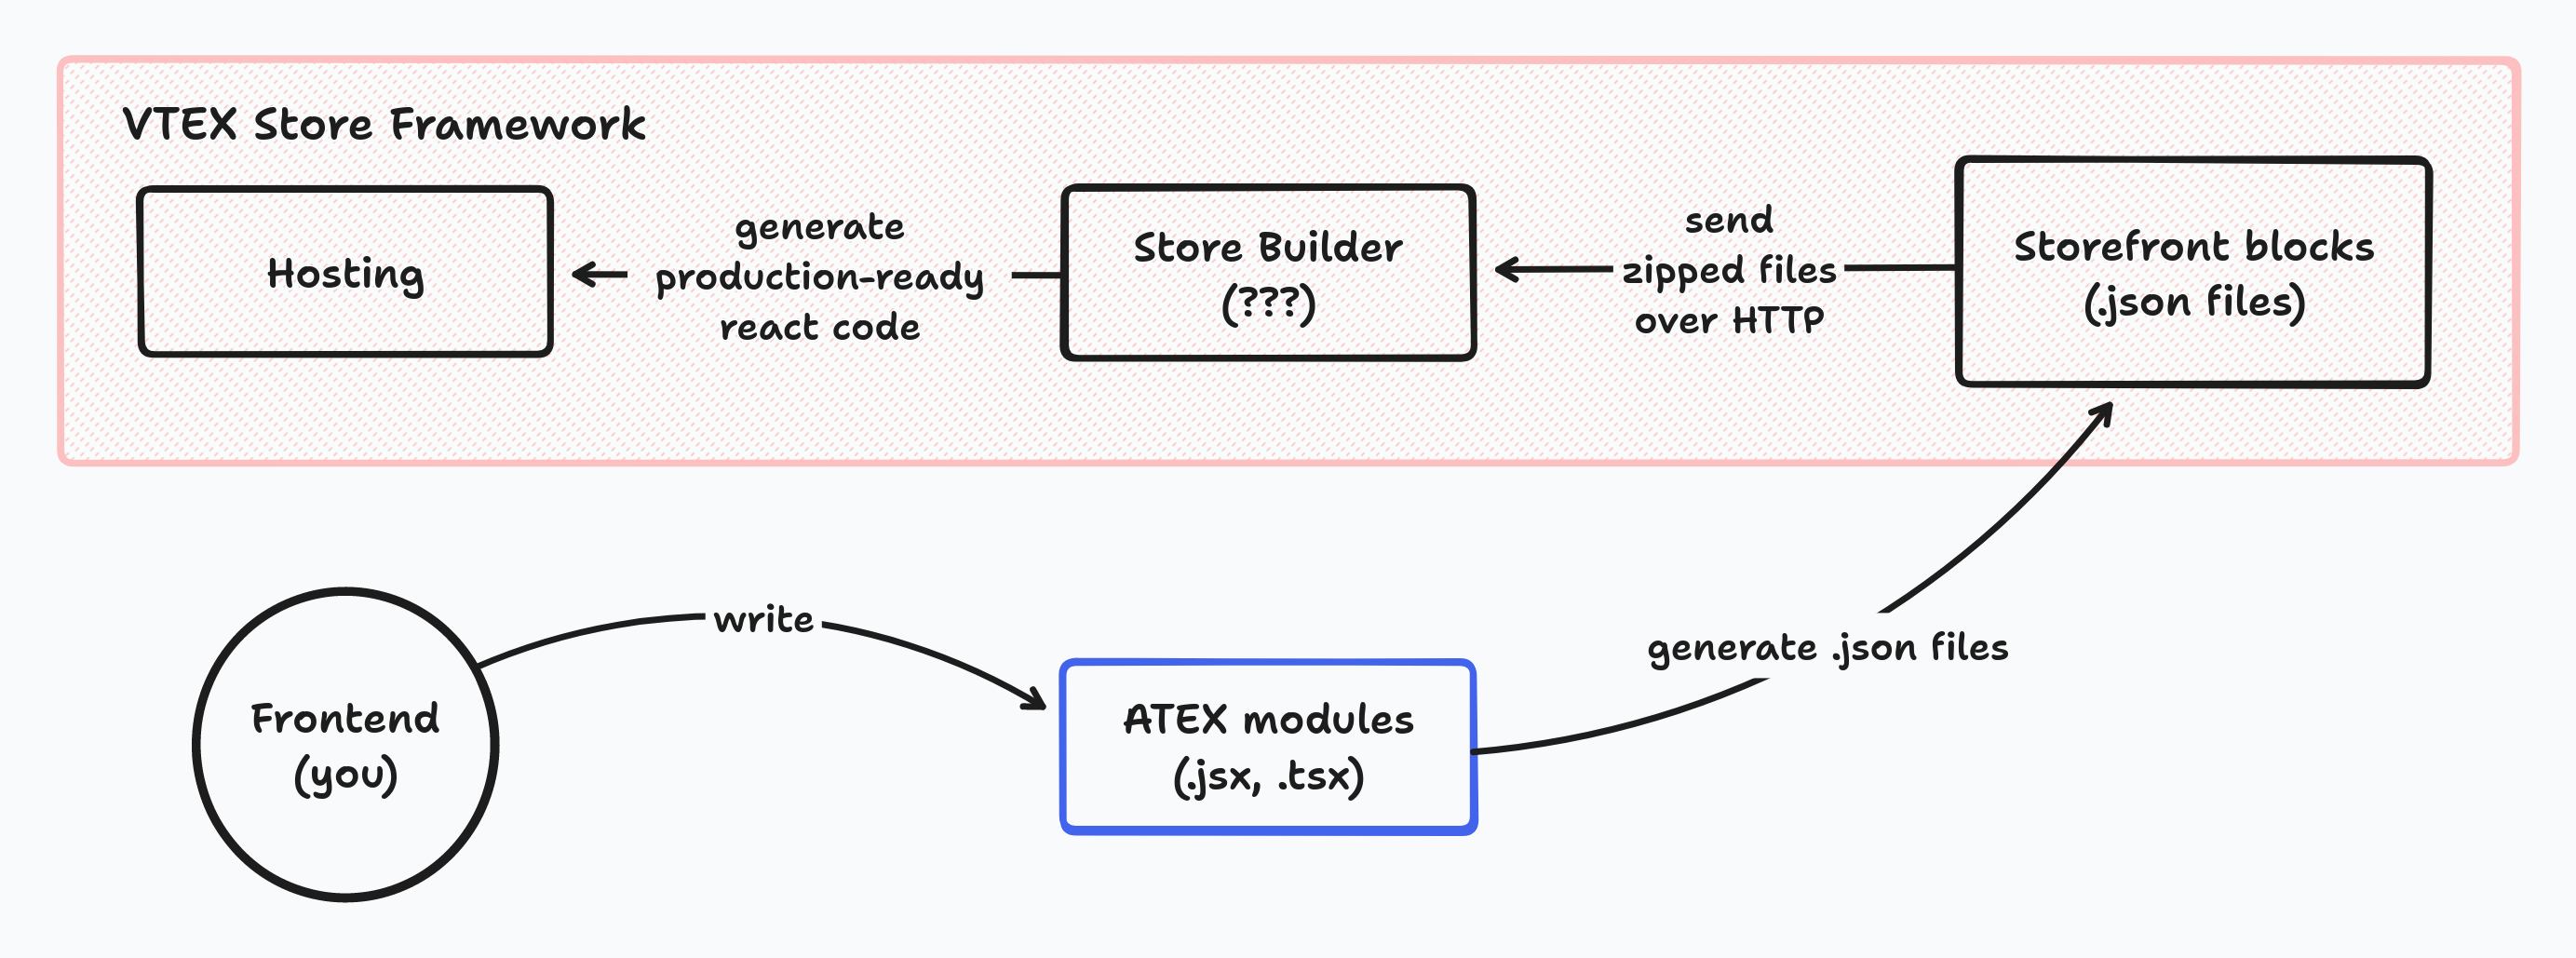 VTEX Store Framework
Hosting
generate
production-ready
react code
Store Builder
(???)
send
zipped files
over HTTP
Storefront blocks
(.json files)
Frontend
(you)
write
ATEX modules
(.jsx, .tsx)
generate .json files